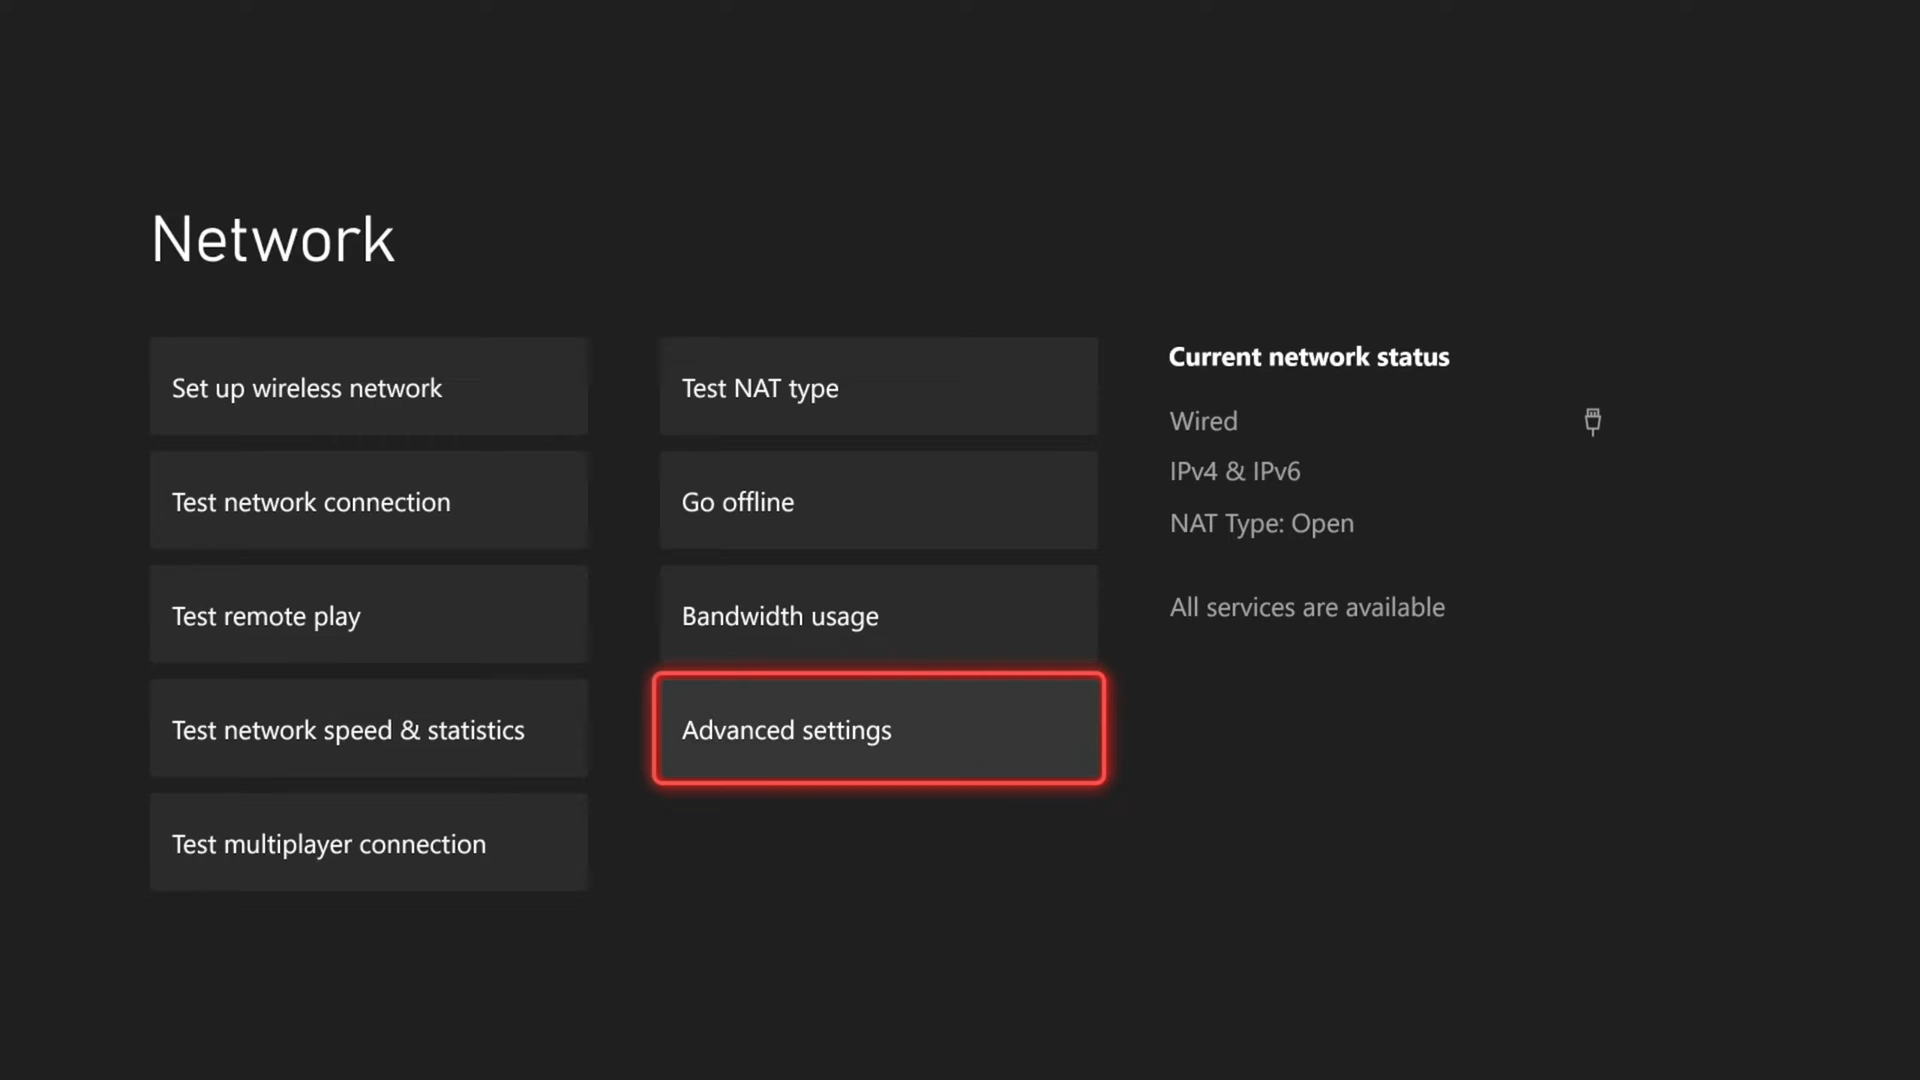 Network
Set up wireless network
Test network connection
Test remote play
Test network speed & statistics
Test multiplayer connection
Test NAT type
Go offline
Bandwidth usage
Advanced settings
Current network status
Wired
IPv4 & IPv6
NAT Type: Open
All services are available